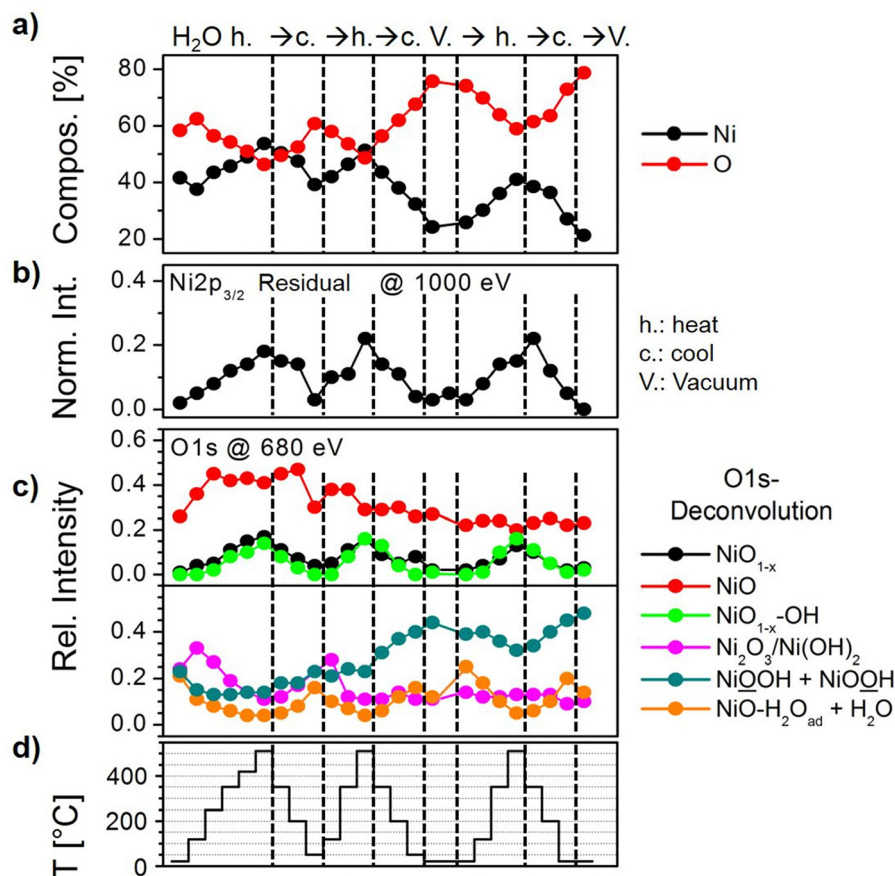 a)
H2O h. →c. →h.→c. V. → h. →c. →V.
Compos. [%]
80
60
40
20
Ni
O
b)
Norm. Int.
0.4
0.2
0.0
Ni2p3/2 Residual @ 1000 eV
h.: heat
c.: cool
V.: Vacuum
c)
Rel. Intensity
0.6
0.4
0.2
0.0
O1s @ 680 eV
0.4
0.2
0.0
O1s-
Deconvolution
NiO1-x
NiO
NiO1-x-OH
Ni2O3/Ni(OH)2
NiOOH + NiOOH
NiO-H2Oad + H2O
d)
T [°C]
400
200
0